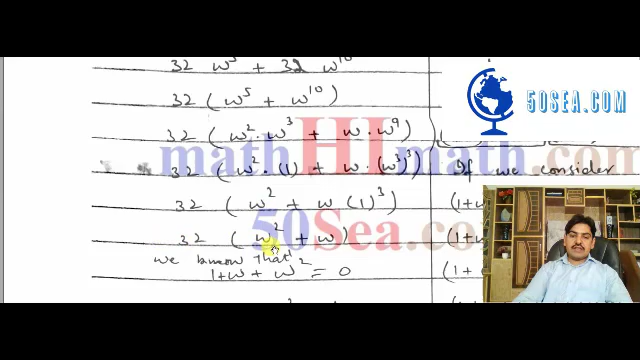 32 ω⁵ + 32 ω¹⁰
32 ( ω⁵ + ω¹⁰ )
32 ( ω² · ω³ + ω · ω⁹ )
32 ( ω² · (1) + ω · (ω³)³ )
32 ( ω² + ω (1)³ )
32 ( ω² + ω )
we know that
1+ω + ω² = 0
If we consider
(1+ω
(1+ω
(1 +
50SEA.COM
mathHImath.com
50Sea.com